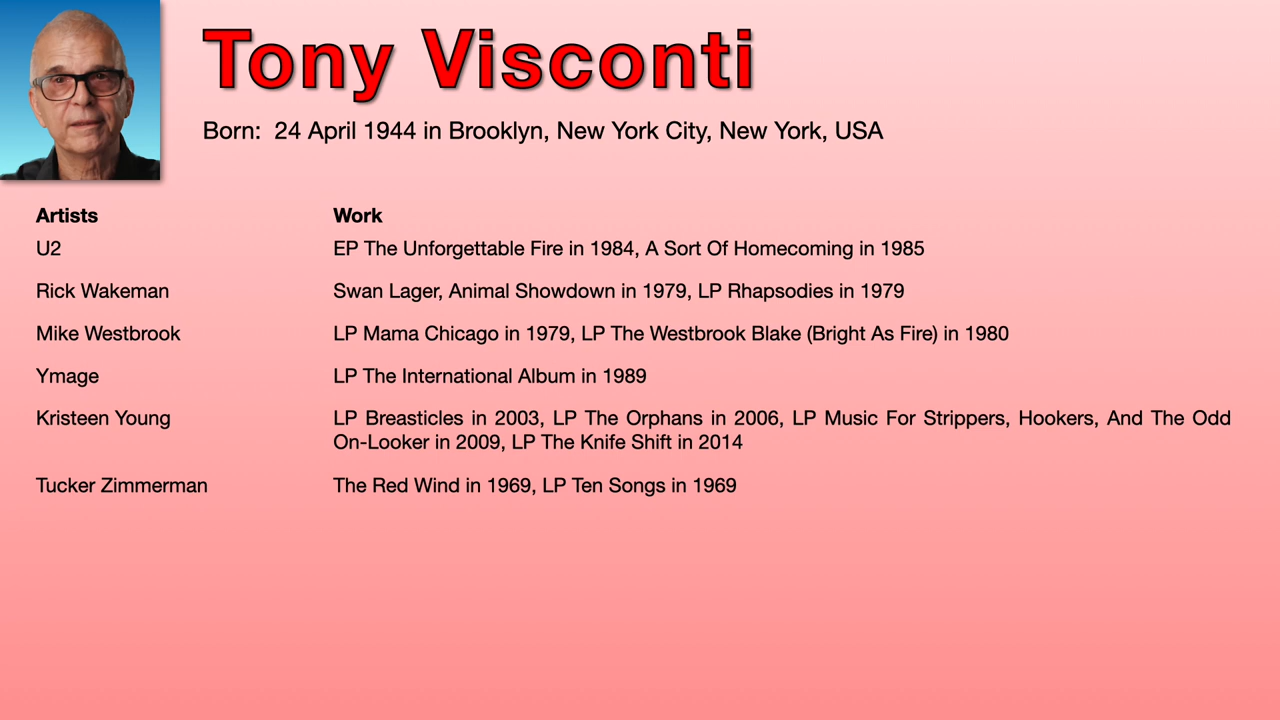 Tony Visconti
Born:  24 April 1944 in Brooklyn, New York City, New York, USA
Artists Work
U2 EP The Unforgettable Fire in 1984, A Sort Of Homecoming in 1985
Rick Wakeman Swan Lager, Animal Showdown in 1979, LP Rhapsodies in 1979
Mike Westbrook LP Mama Chicago in 1979, LP The Westbrook Blake (Bright As Fire) in 1980
Ymage LP The International Album in 1989
Kristeen Young LP Breasticles in 2003, LP The Orphans in 2006, LP Music For Strippers, Hookers, And The Odd
On-Looker in 2009, LP The Knife Shift in 2014
Tucker Zimmerman The Red Wind in 1969, LP Ten Songs in 1969